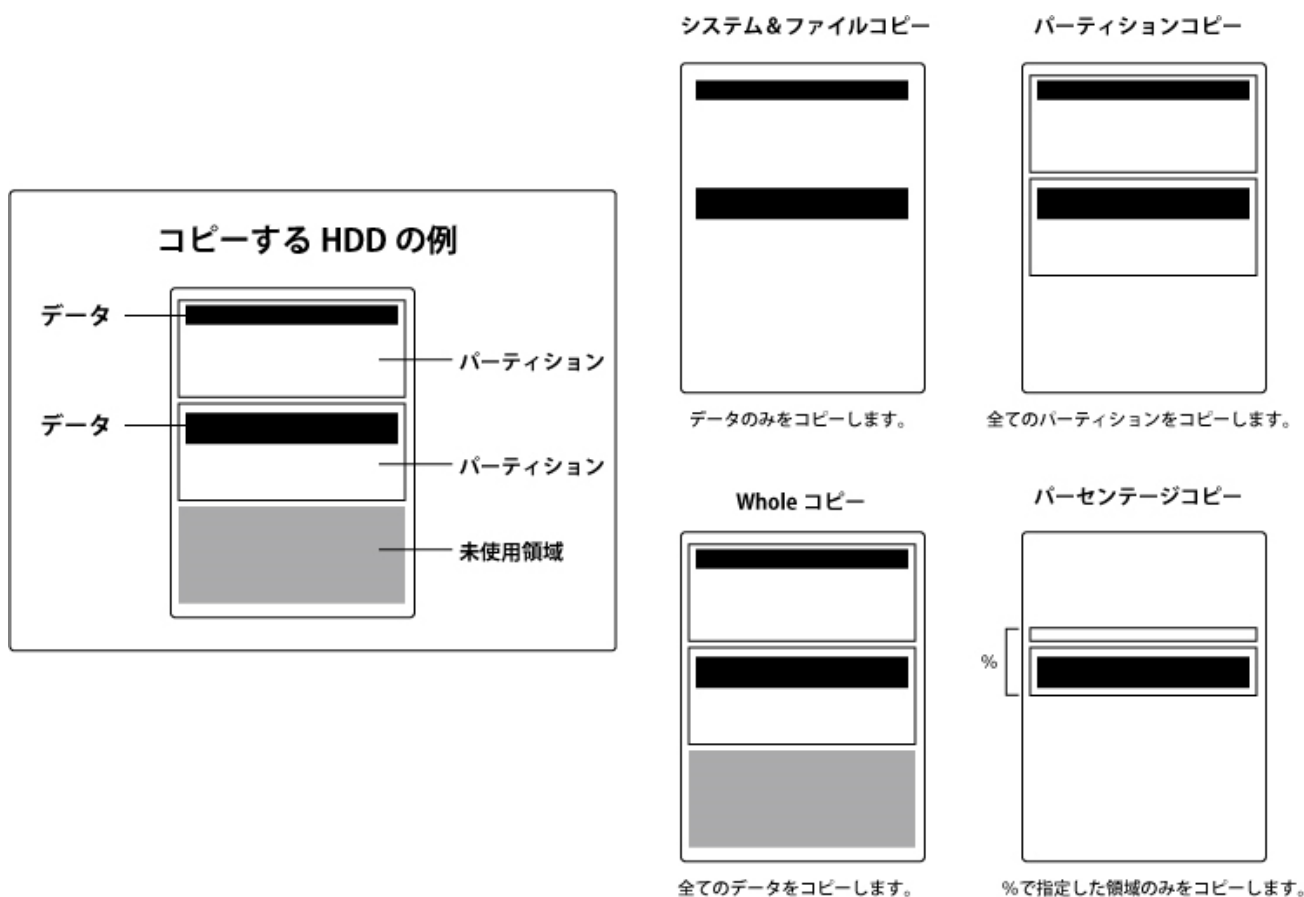 コピーする HDD の例
データ
パーティション
データ
パーティション
未使用領域
システム&ファイルコピー
データのみをコピーします。
パーティションコピー
全てのパーティションをコピーします。
Whole コピー
全てのデータをコピーします。
パーセンテージコピー
%
%で指定した領域のみをコピーします。